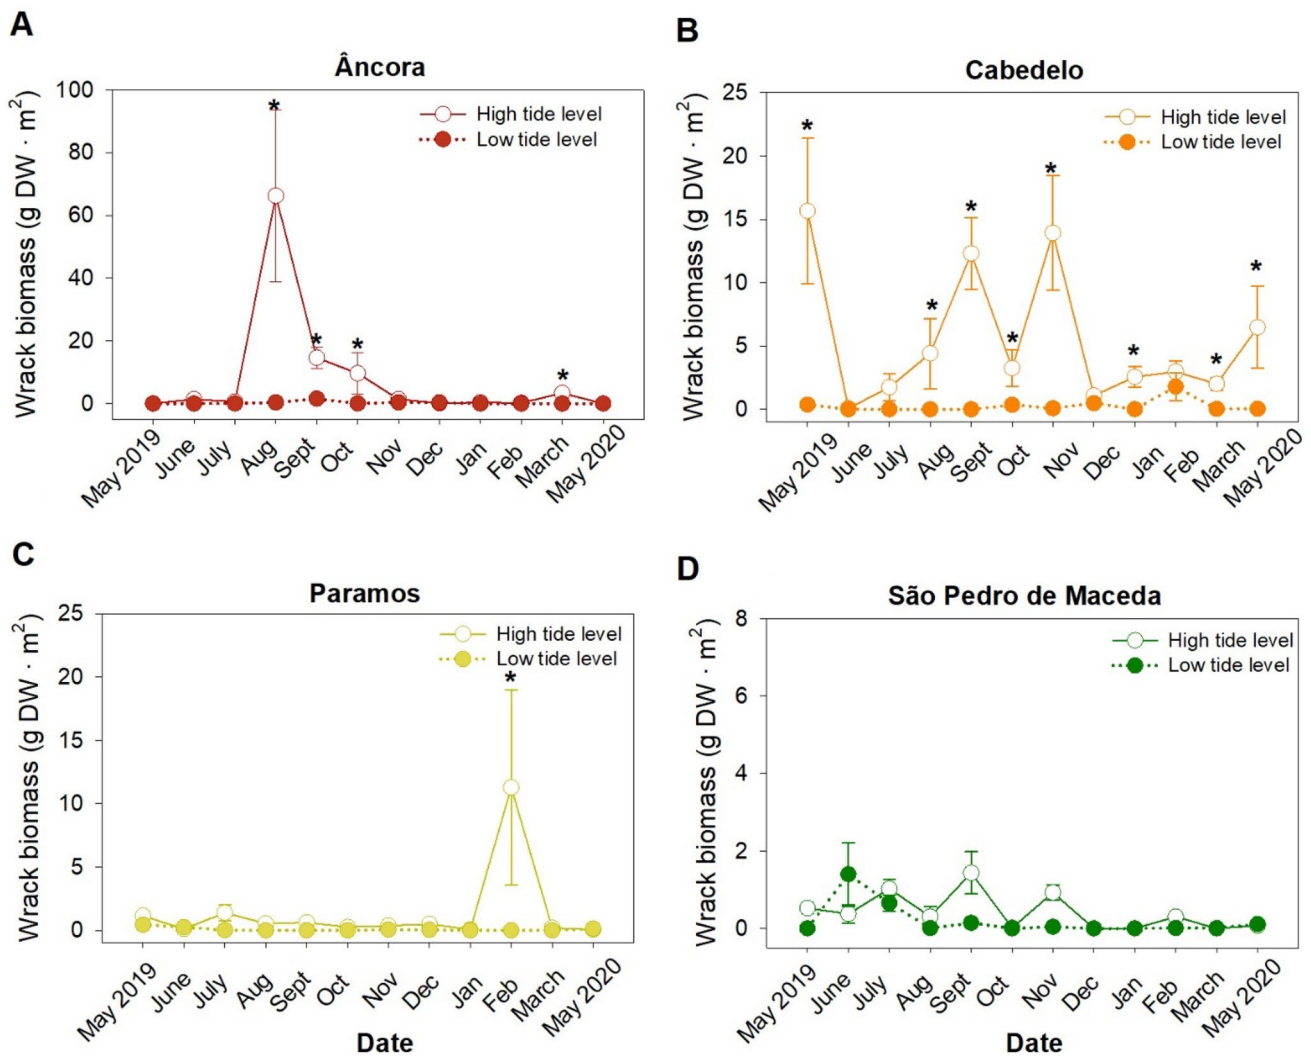 A
Âncora
Wrack biomass (g DW · m²)
100
80
60
40
20
0
High tide level
Low tide level
*
*
*
*
May 2019
June
July
Aug
Sept
Oct
Nov
Dec
Jan
Feb
March
May 2020
B
Cabedelo
Wrack biomass (g DW · m²)
25
20
15
10
5
0
High tide level
Low tide level
*
*
*
*
*
*
*
*
May 2019
June
July
Aug
Sept
Oct
Nov
Dec
Jan
Feb
March
May 2020
C
Paramos
Wrack biomass (g DW · m²)
25
20
15
10
5
0
High tide level
Low tide level
*
May 2019
June
July
Aug
Sept
Oct
Nov
Dec
Jan
Feb
March
May 2020
Date
D
São Pedro de Maceda
Wrack biomass (g DW · m²)
8
6
4
2
0
High tide level
Low tide level
May 2019
June
July
Aug
Sept
Oct
Nov
Dec
Jan
Feb
March
May 2020
Date